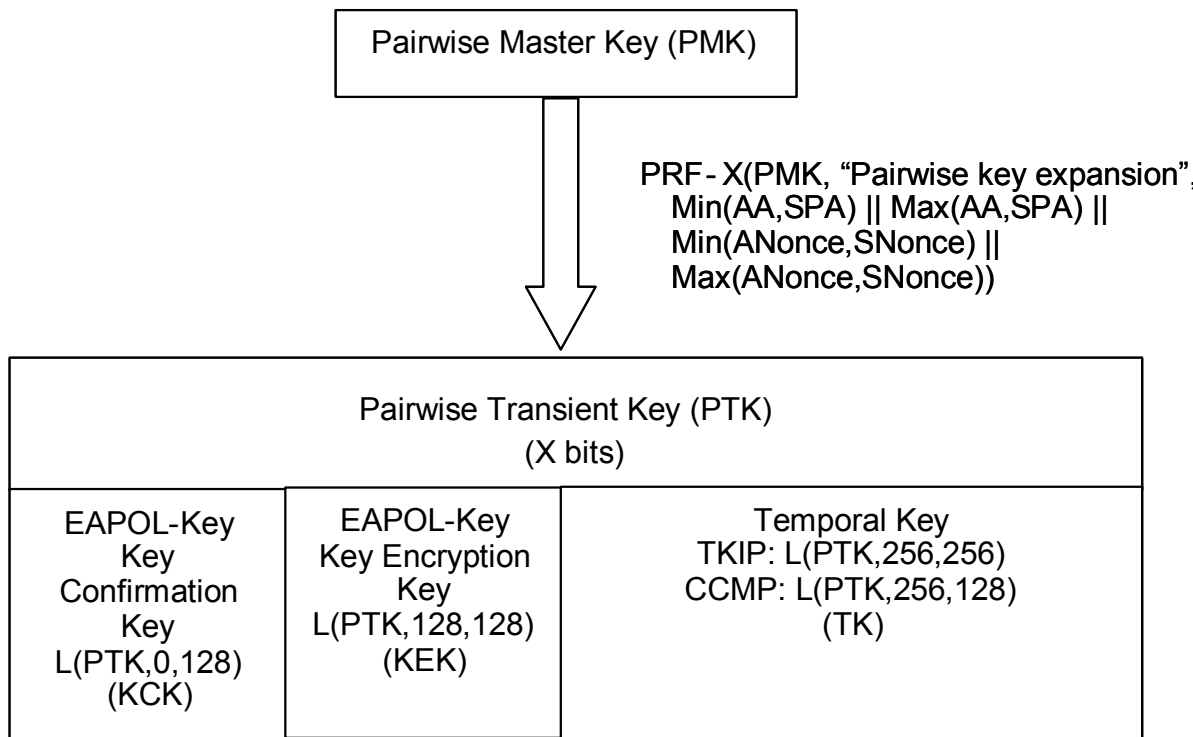 Pairwise Master Key (PMK)
PRF- X(PMK, “Pairwise key expansion”,
Min(AA,SPA) || Max(AA,SPA) ||
Min(ANonce,SNonce) ||
Max(ANonce,SNonce))
Pairwise Transient Key (PTK)
(X bits)
EAPOL-Key
Key
Confirmation
Key
L(PTK,0,128)
(KCK)
EAPOL-Key
Key Encryption
Key
L(PTK,128,128)
(KEK)
Temporal Key
TKIP: L(PTK,256,256)
CCMP: L(PTK,256,128)
(TK)